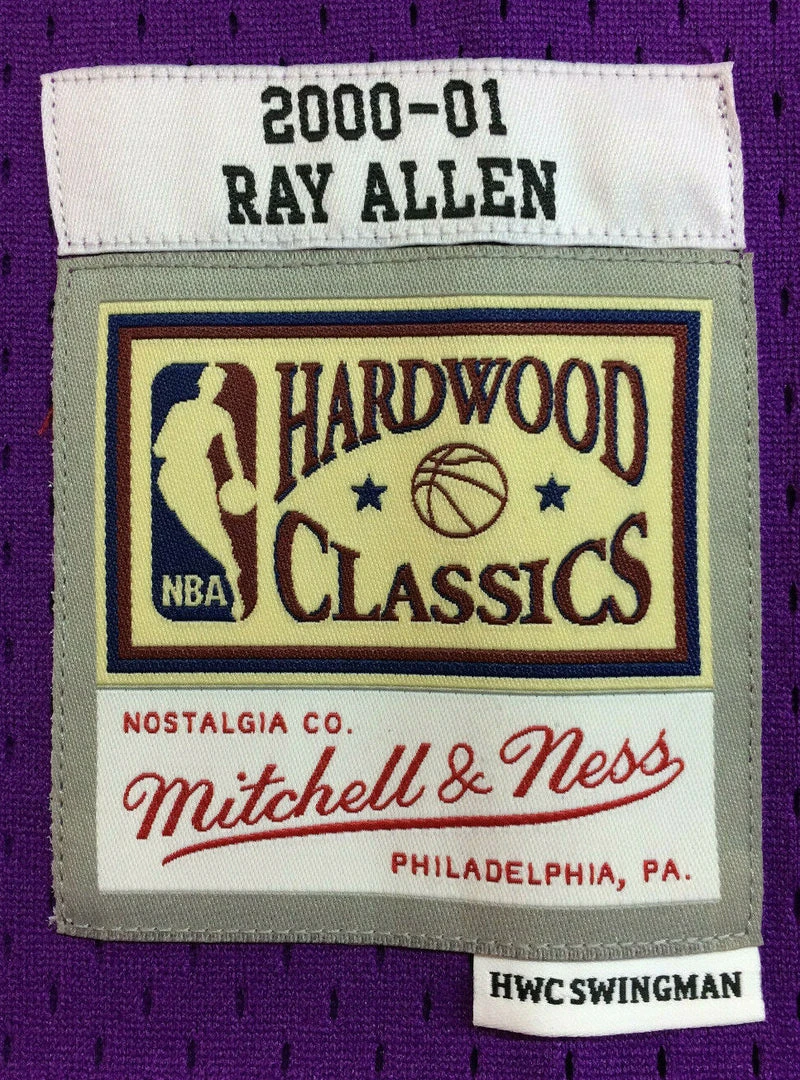 2000-01
RAY ALLEN
NBA
HARDWOOD
CLASSICS
NOSTALGIA CO.
Mitchell & Ness
PHILADELPHIA, PA.
HWC SWINGMAN